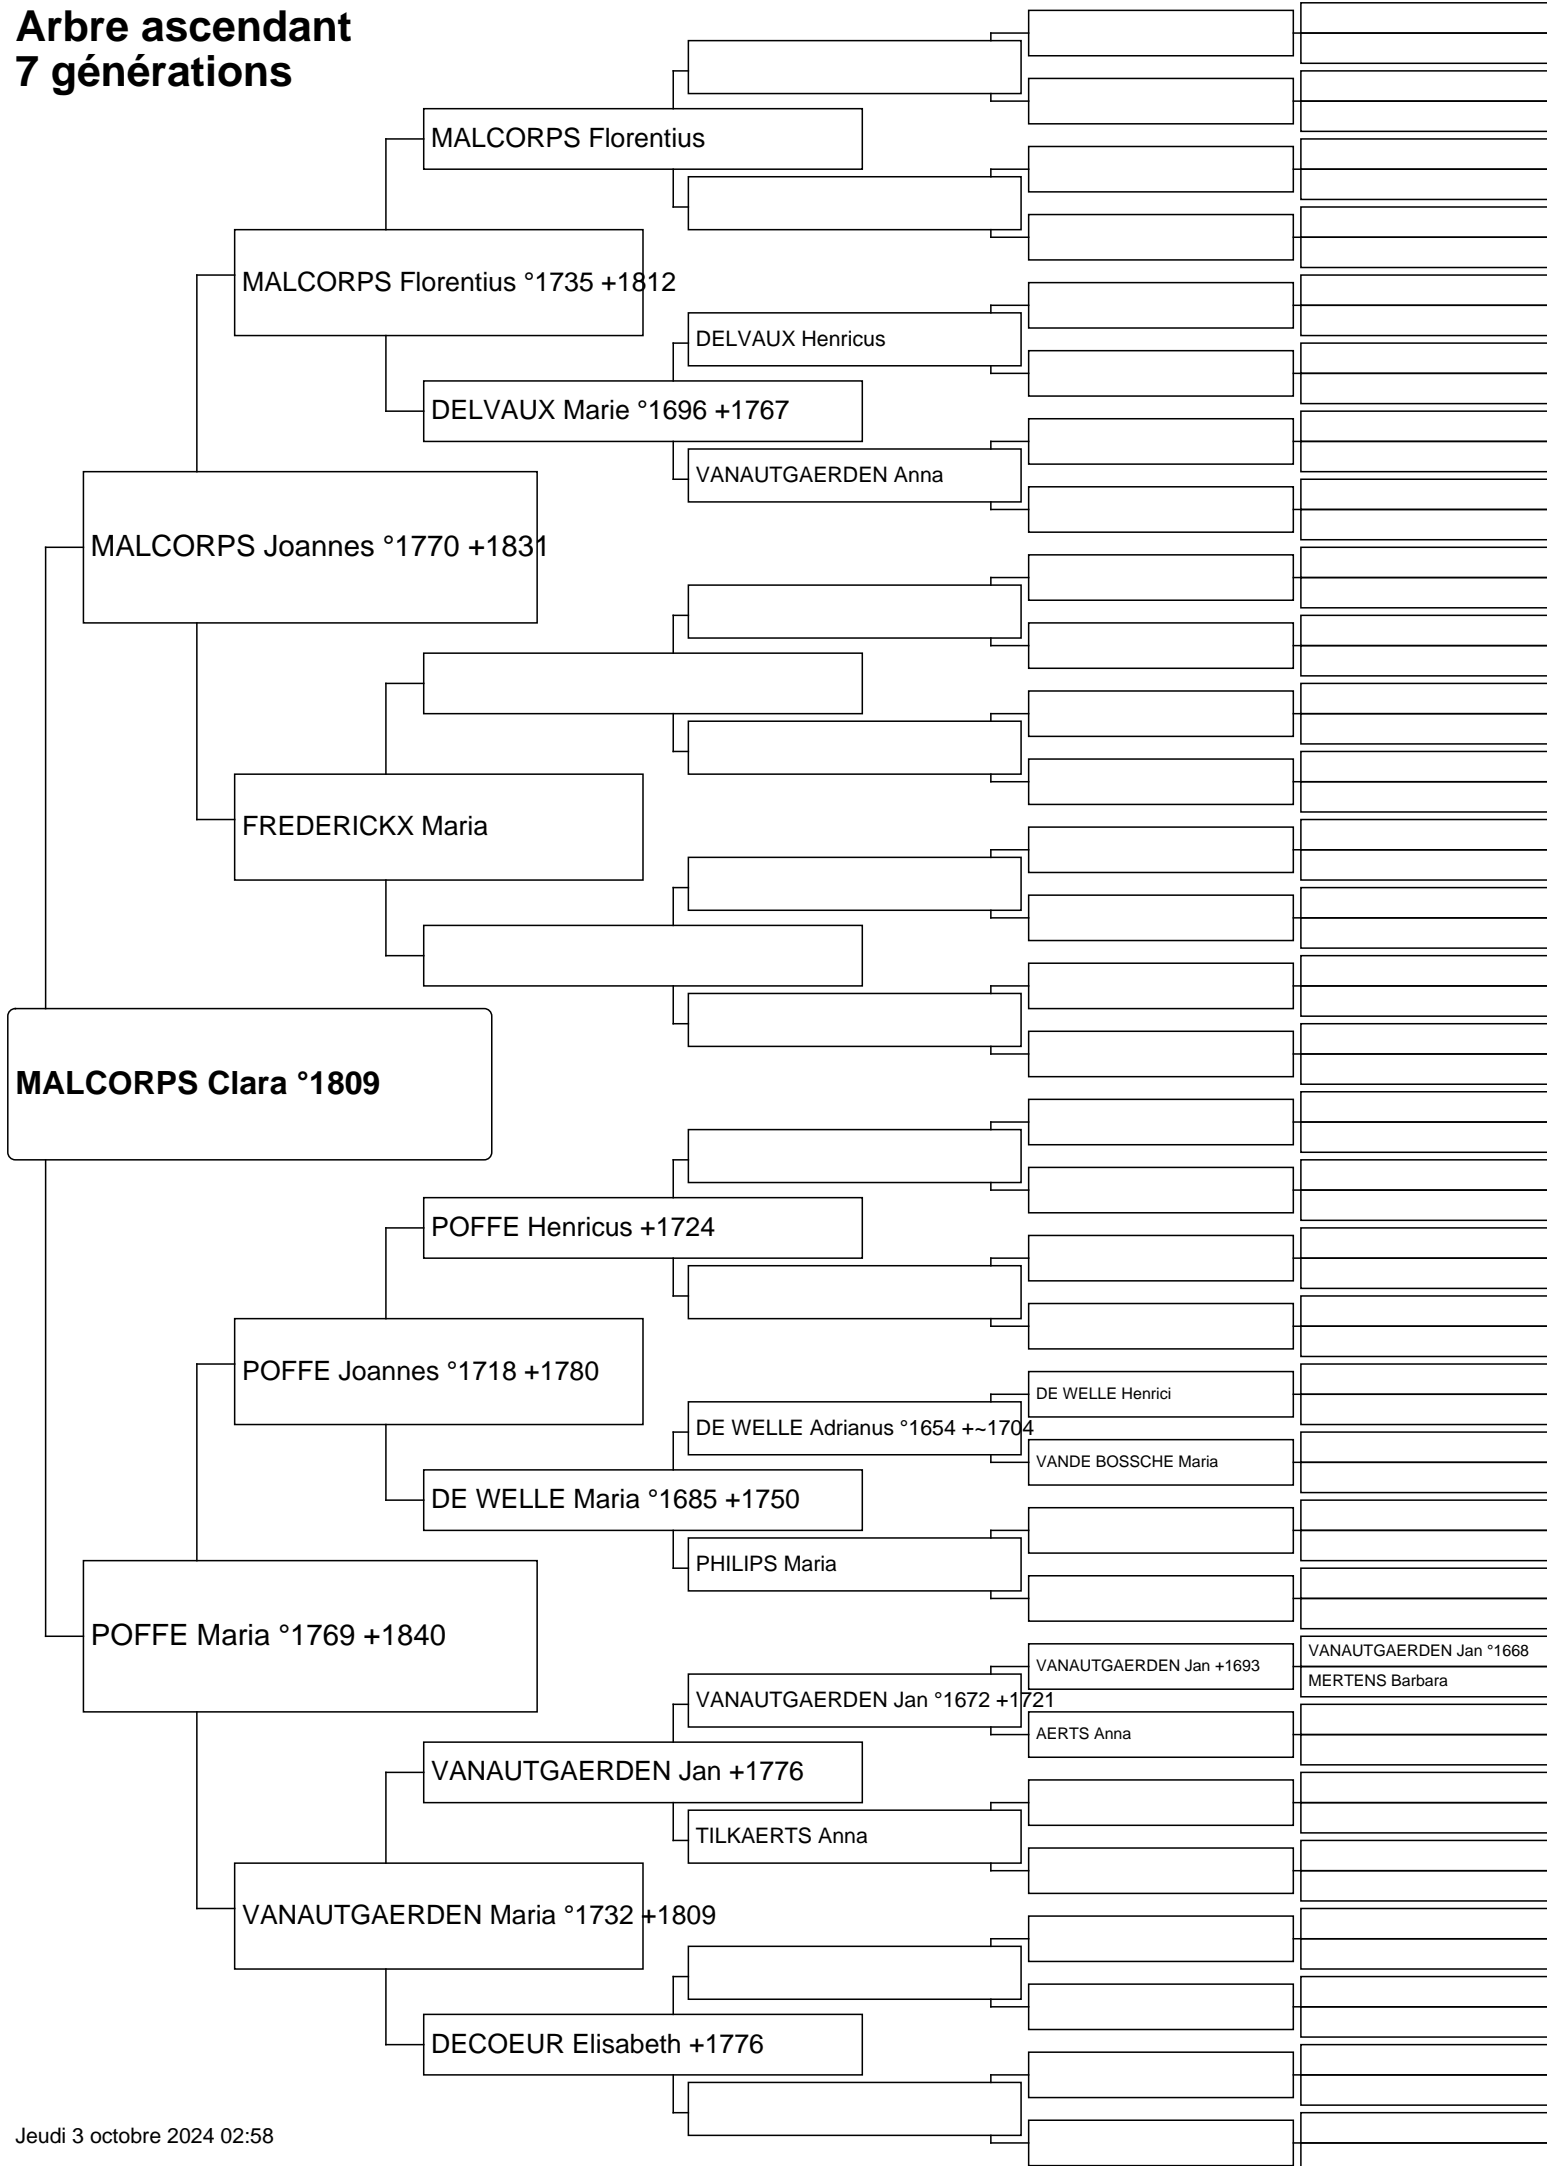 Arbre ascendant
7 générations
MALCORPS Florentius
MALCORPS Florentius °1735 +1812
DELVAUX Henricus
DELVAUX Marie °1696 +1767
VANAUTGAERDEN Anna
MALCORPS Joannes °1770 +1831
FREDERICKX Maria
MALCORPS Clara °1809
POFFE Henricus +1724
POFFE Joannes °1718 +1780
DE WELLE Henrici
DE WELLE Adrianus °1654 +~1704
VANDE BOSSCHE Maria
DE WELLE Maria °1685 +1750
PHILIPS Maria
POFFE Maria °1769 +1840
VANAUTGAERDEN Jan °1668
VANAUTGAERDEN Jan +1693
MERTENS Barbara
VANAUTGAERDEN Jan °1672 +1721
AERTS Anna
VANAUTGAERDEN Jan +1776
TILKAERTS Anna
VANAUTGAERDEN Maria °1732 +1809
DECOEUR Elisabeth +1776
Jeudi 3 octobre 2024 02:58